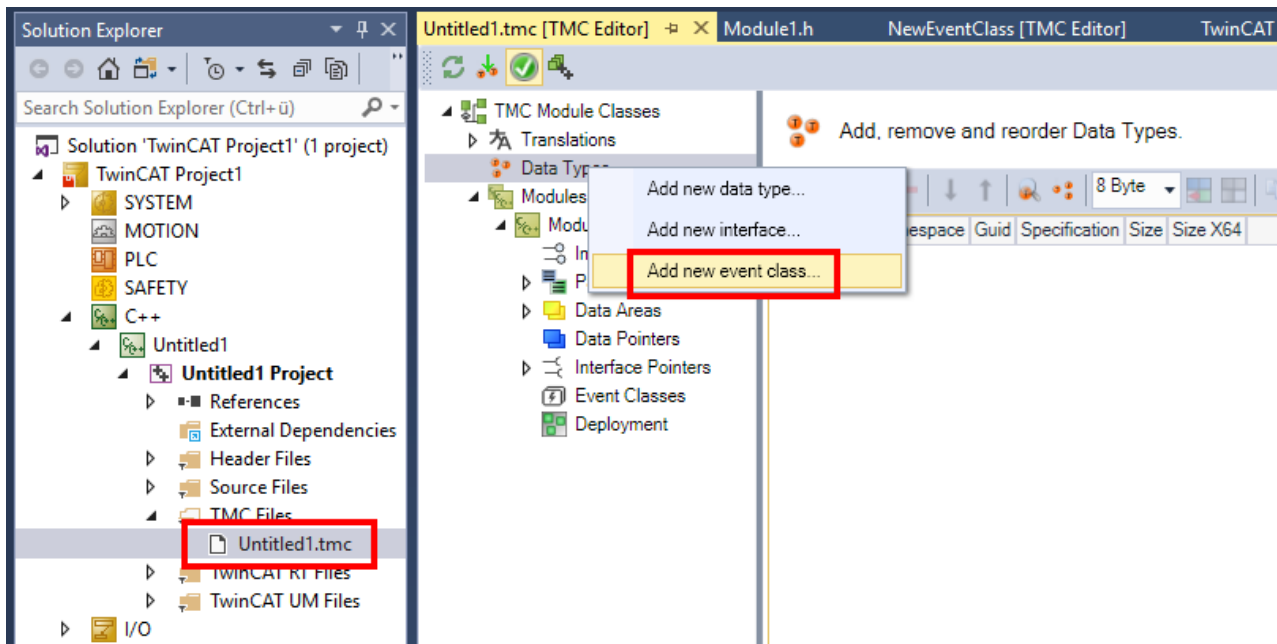 Solution Explorer
Search Solution Explorer (Ctrl+ü)
Solution 'TwinCAT Project1' (1 project)
TwinCAT Project1
SYSTEM
MOTION
PLC
SAFETY
C++
Untitled1
Untitled1 Project
References
External Dependencies
Header Files
Source Files
TMC Files
Untitled1.tmc
TwinCAT RT Files
TwinCAT UM Files
I/O
Untitled1.tmc [TMC Editor] Module1.h NewEventClass [TMC Editor] TwinCAT
TMC Module Classes
Translations
Data Types
Modules
Modu
In
P
Data Areas
Data Pointers
Interface Pointers
Event Classes
Deployment
Add new data type...
Add new interface...
Add new event class...
Add, remove and reorder Data Types.
8 Byte
espace Guid Specification Size Size X64